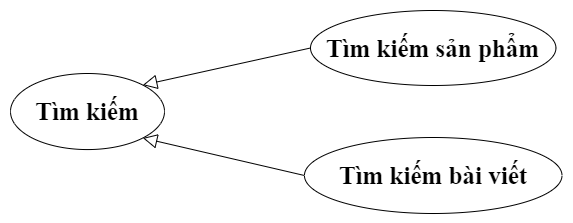 Tìm kiếm sản phẩm
Tìm kiếm
Tìm kiếm bài viết